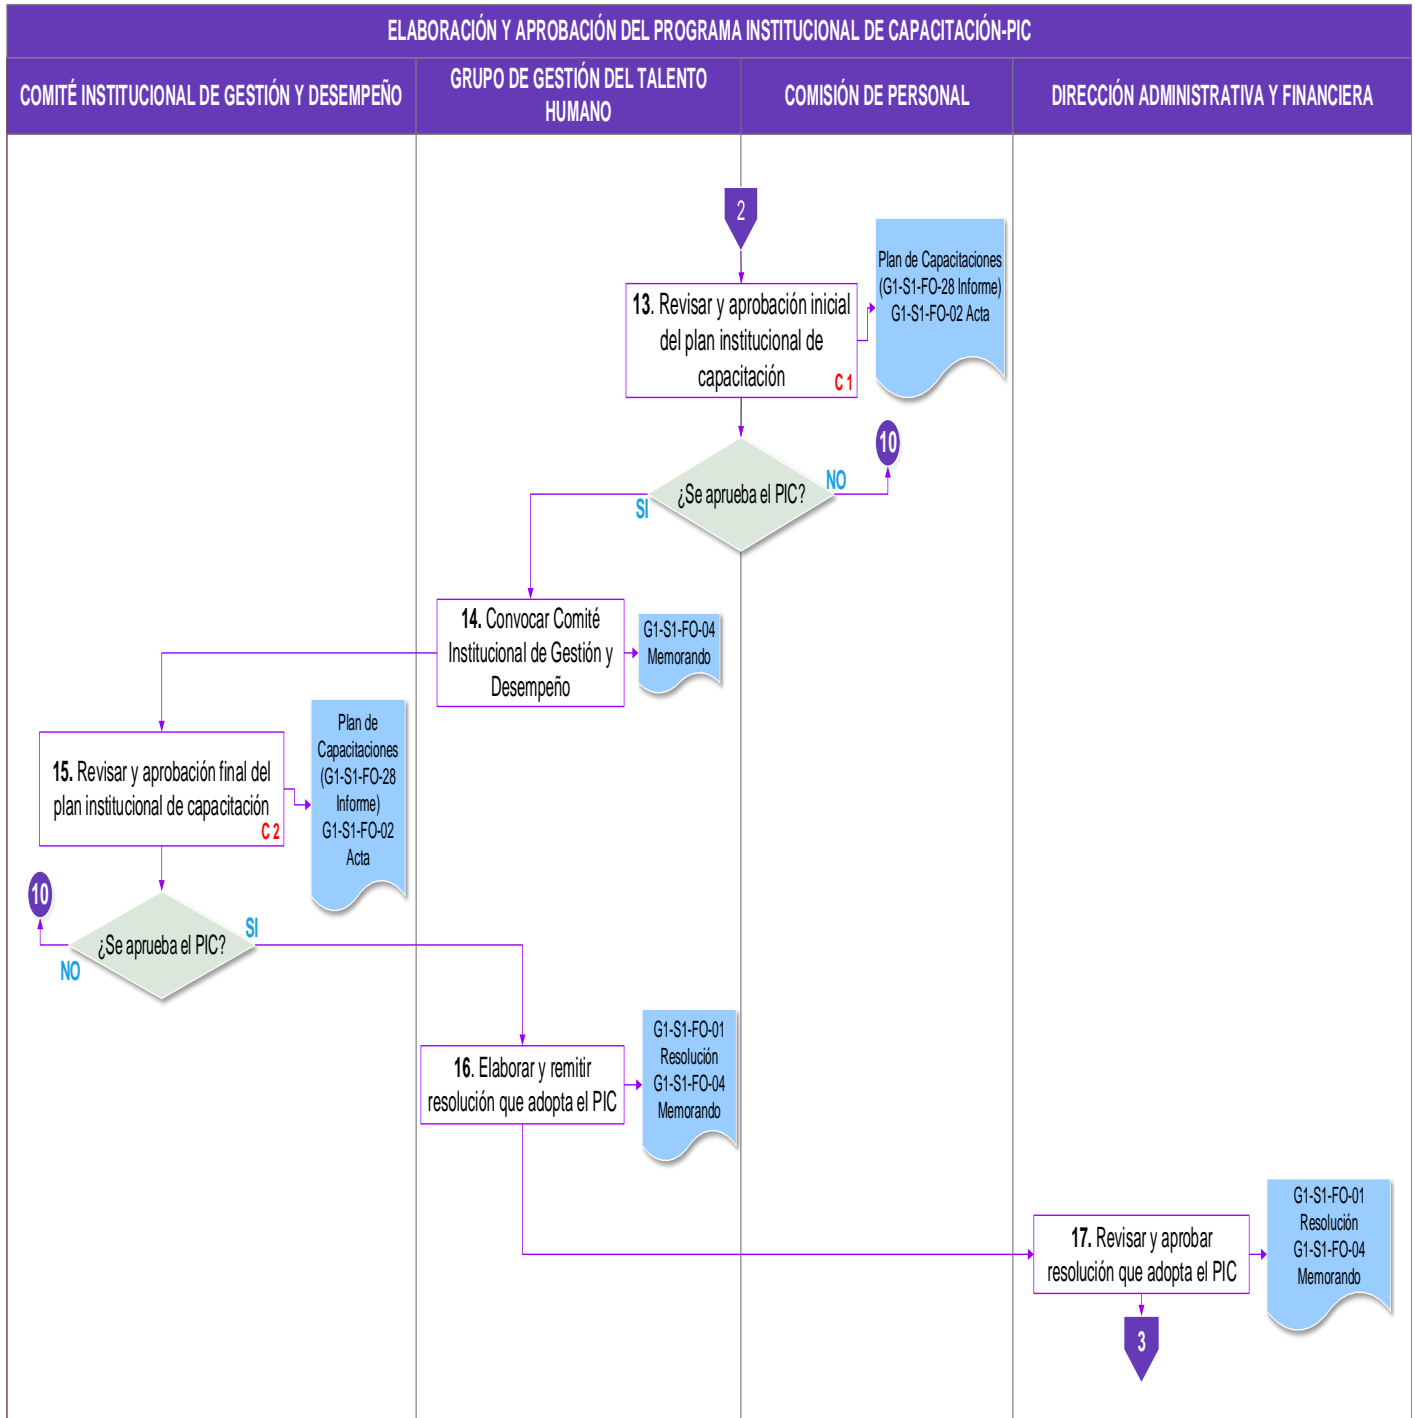 ELABORACIÓN Y APROBACIÓN DEL PROGRAMA INSTITUCIONAL DE CAPACITACIÓN-PIC
COMITÉ INSTITUCIONAL DE GESTIÓN Y DESEMPEÑO
GRUPO DE GESTIÓN DEL TALENTO
HUMANO
COMISIÓN DE PERSONAL
DIRECCIÓN ADMINISTRATIVA Y FINANCIERA
2
13. Revisar y aprobación inicial
del plan institucional de
capacitación
C 1
Plan de Capacitaciones
(G1-S1-FO-28 Informe)
G1-S1-FO-02 Acta
10
¿Se aprueba el PIC?
NO
SI
14. Convocar Comité
Institucional de Gestión y
Desempeño
G1-S1-FO-04
Memorando
15. Revisar y aprobación final del
plan institucional de capacitación
C 2
Plan de
Capacitaciones
(G1-S1-FO-28
Informe)
G1-S1-FO-02
Acta
10
¿Se aprueba el PIC?
SI
NO
16. Elaborar y remitir
resolución que adopta el PIC
G1-S1-FO-01
Resolución
G1-S1-FO-04
Memorando
17. Revisar y aprobar
resolución que adopta el PIC
G1-S1-FO-01
Resolución
G1-S1-FO-04
Memorando
3